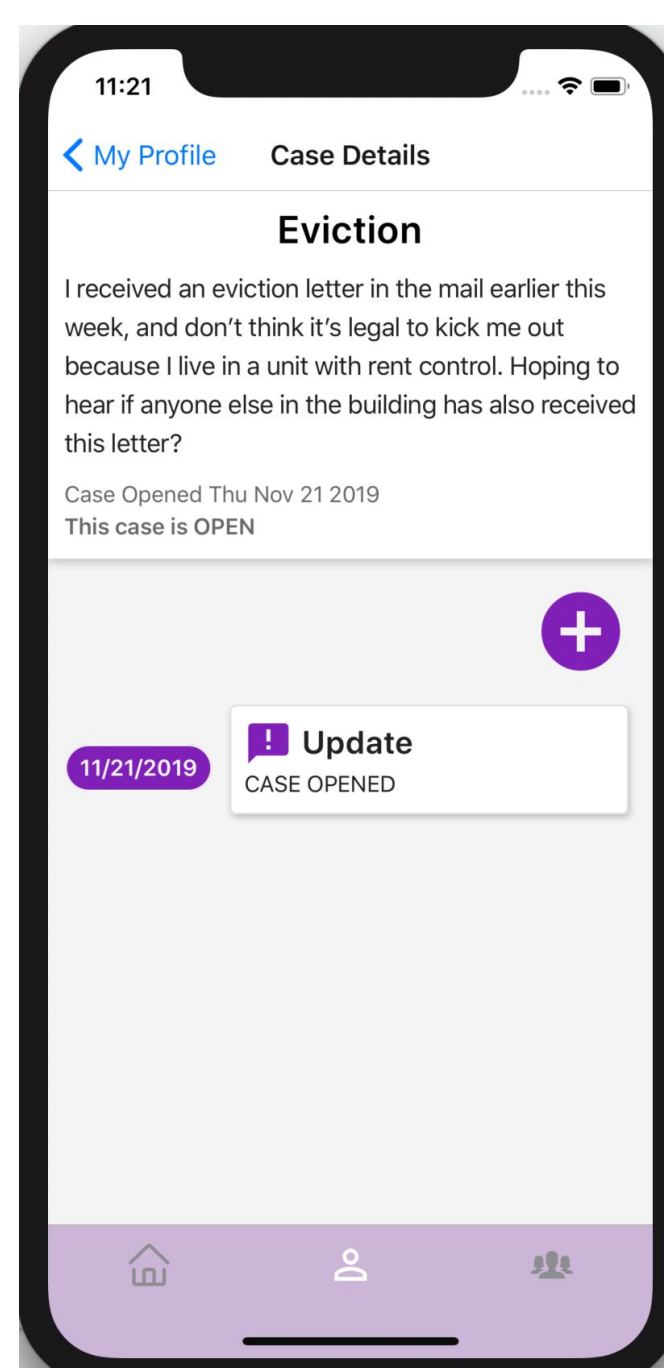 11:21
My Profile
Case Details
Eviction
I received an eviction letter in the mail earlier this
week, and don’t think it’s legal to kick me out
because I live in a unit with rent control. Hoping to
hear if anyone else in the building has also received
this letter?
Case Opened Thu Nov 21 2019
This case is OPEN
11/21/2019
Update
CASE OPENED